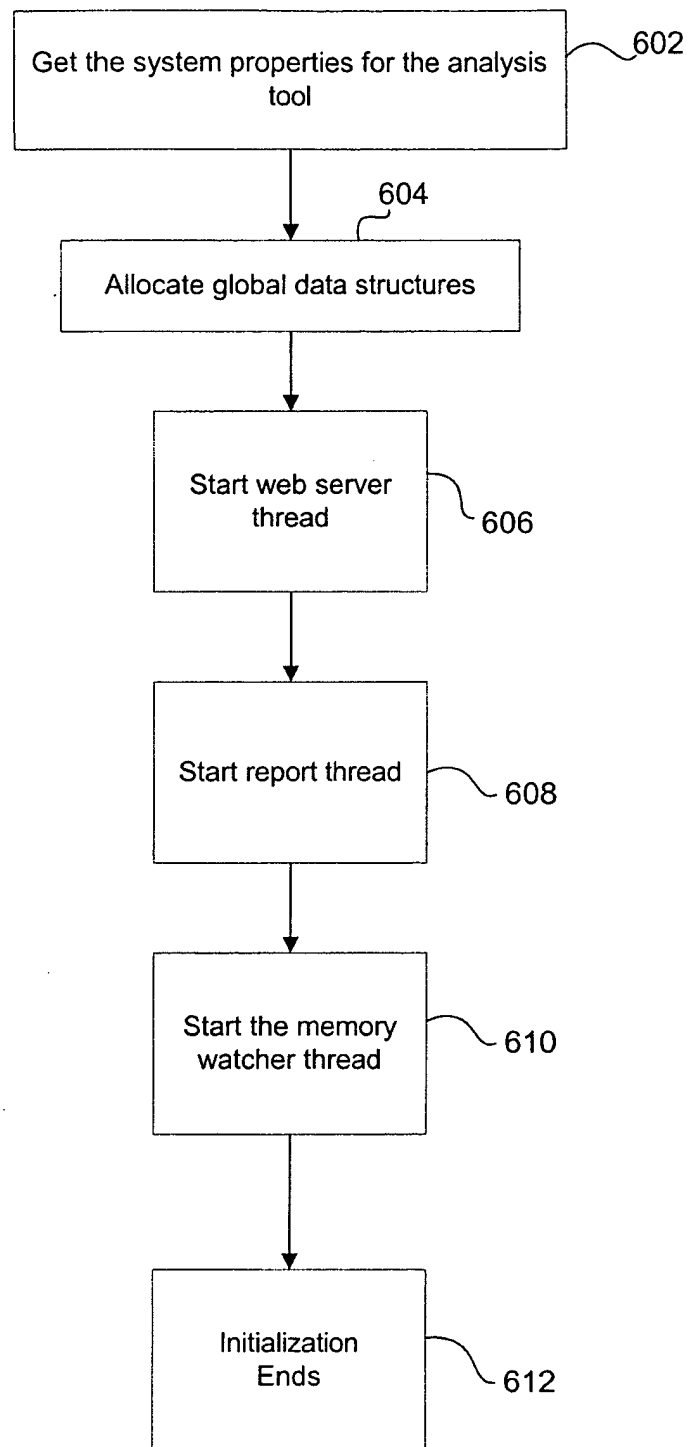 Get the system properties for the analysis
tool
602
604
Allocate global data structures
Start web server
thread
606
Start report thread
608
Start the memory
watcher thread
610
Initialization
Ends
612